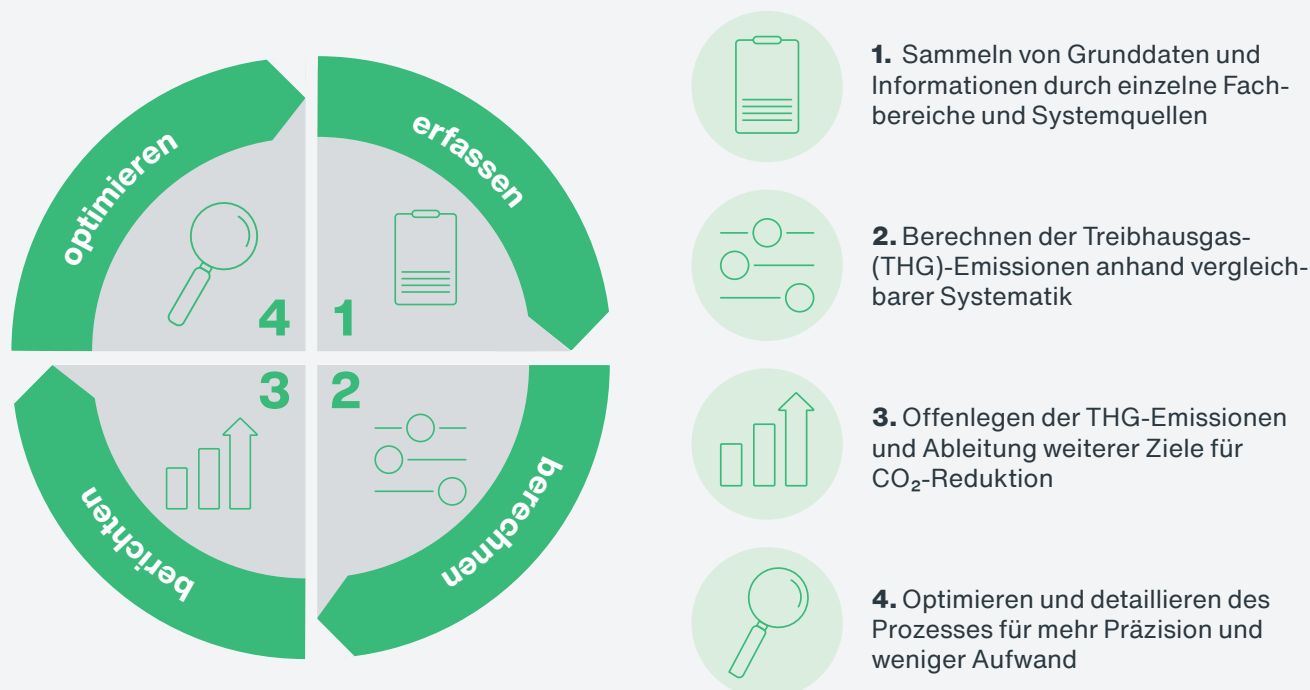 optimieren
erfassen
4
1
3
2
berichten
berechnen
1. Sammeln von Grunddaten und
Informationen durch einzelne Fach-
bereiche und Systemquellen
2. Berechnen der Treibhausgas-
(THG)-Emissionen anhand vergleich-
barer Systematik
3. Offenlegen der THG-Emissionen
und Ableitung weiterer Ziele für
CO₂-Reduktion
4. Optimieren und detaillieren des
Prozesses für mehr Präzision und
weniger Aufwand